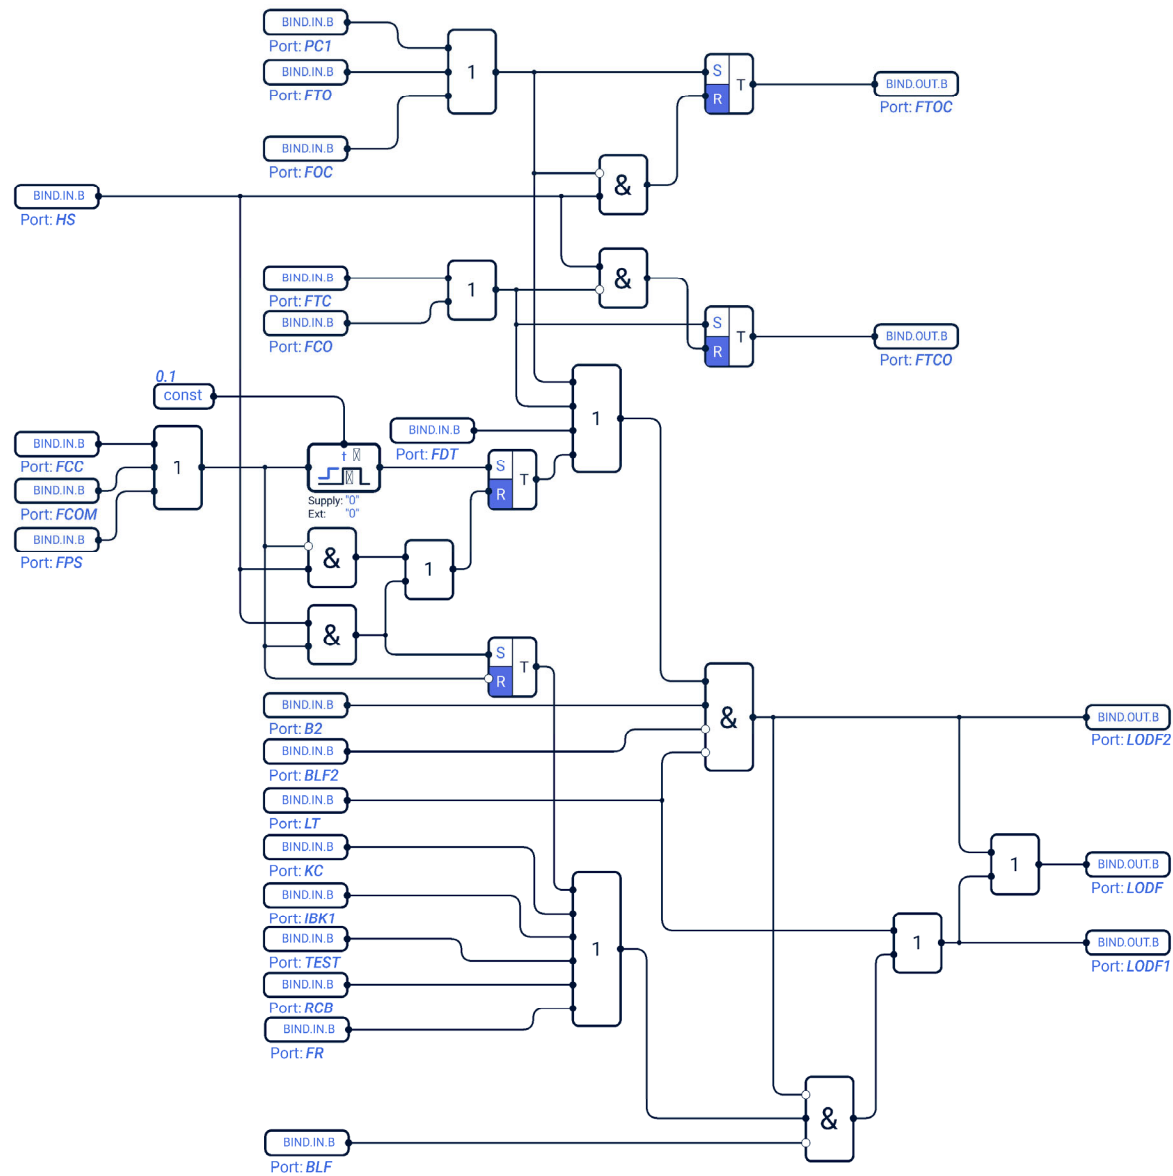 BIND.IN.B
Port: PC1
BIND.IN.B
Port: FTO
1
S
R
T
BIND.OUT.B
Port: FTOC
BIND.IN.B
Port: FOC
&
BIND.IN.B
Port: HS
BIND.IN.B
Port: FTC
1
&
BIND.IN.B
Port: FCO
S
R
T
BIND.OUT.B
Port: FTCO
0.1
const
1
BIND.IN.B
Port: FDT
BIND.IN.B
Port: FCC
1
t
Supply: "0"
Ext: "0"
S
R
T
BIND.IN.B
Port: FCOM
BIND.IN.B
Port: FPS
&
1
&
S
R
T
BIND.IN.B
Port: B2
&
BIND.OUT.B
Port: LODF2
BIND.IN.B
Port: BLF2
BIND.IN.B
Port: LT
BIND.IN.B
Port: KC
1
BIND.OUT.B
Port: LODF
BIND.IN.B
Port: IBK1
BIND.IN.B
Port: TEST
1
1
BIND.OUT.B
Port: LODF1
BIND.IN.B
Port: RCB
BIND.IN.B
Port: FR
&
BIND.IN.B
Port: BLF